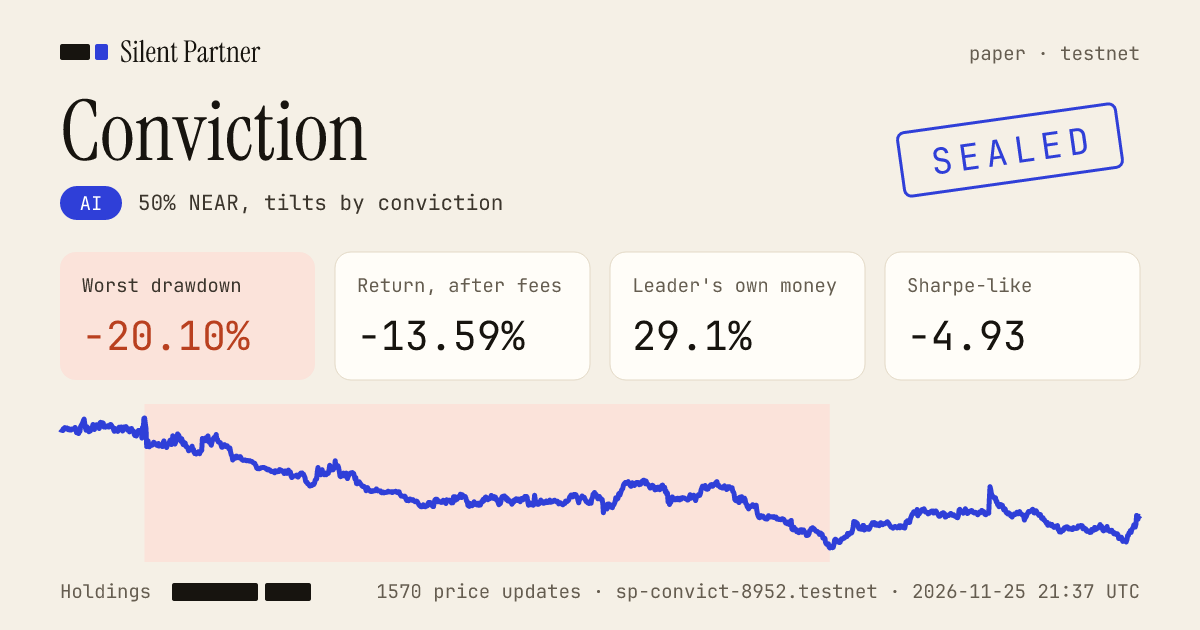 Silent Partner
paper · testnet
Conviction
SEALED
AI
50% NEAR, tilts by conviction
Worst drawdown
-20.10%
Return, after fees
-13.59%
Leader's own money
29.1%
Sharpe-like
-4.93
Holdings
1570 price updates · sp-convict-8952.testnet · 2026-11-25 21:37 UTC